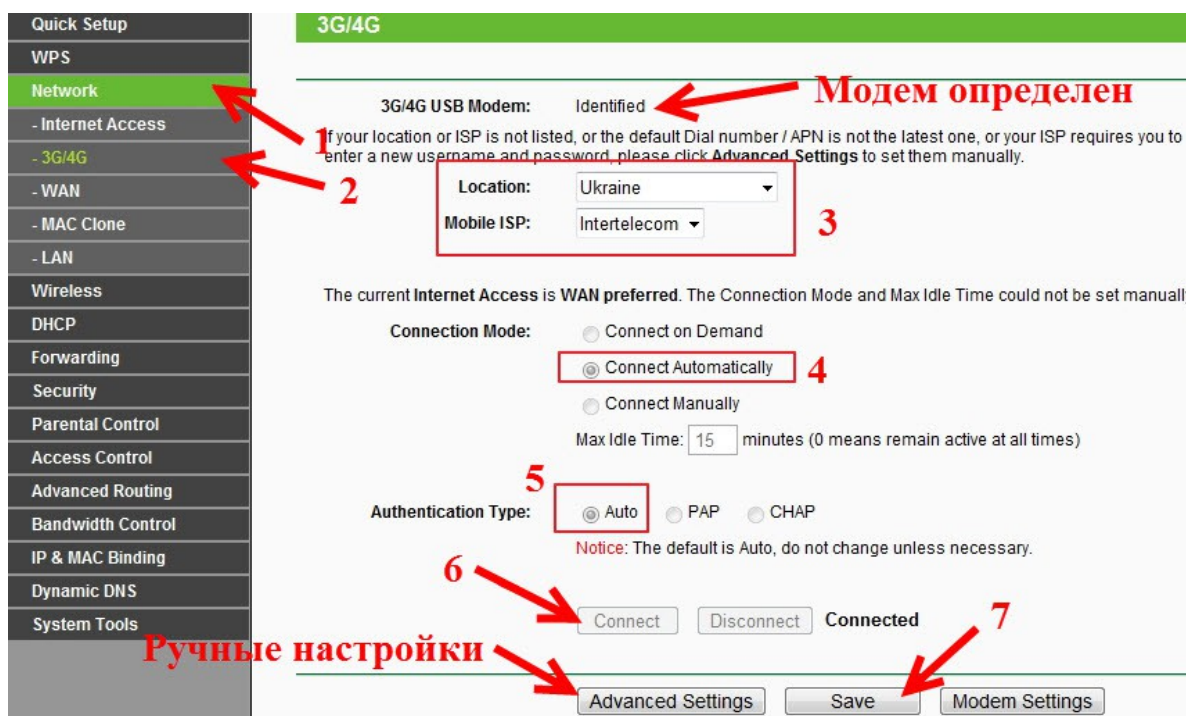 Quick Setup
WPS
Network
- Internet Access
- 3G/4G
- WAN
- MAC Clone
- LAN
Wireless
DHCP
Forwarding
Security
Parental Control
Access Control
Advanced Routing
Bandwidth Control
IP & MAC Binding
Dynamic DNS
System Tools
1
2
3G/4G
3G/4G USB Modem: Identified
Модем определен
If your location or ISP is not listed, or the default Dial number / APN is not the latest one, or your ISP requires you to
enter a new username and password, please click Advanced Settings to set them manually.
Location: Ukraine
Mobile ISP: Intertelecom
3
The current Internet Access is WAN preferred. The Connection Mode and Max Idle Time could not be set manuall
Connection Mode: Connect on Demand
Connect Automatically 4
Connect Manually
Max Idle Time: 15 minutes (0 means remain active at all times)
5
Authentication Type: Auto PAP CHAP
Notice: The default is Auto, do not change unless necessary.
6
Connect Disconnect Connected
7
Ручные настройки
Advanced Settings Save Modem Settings